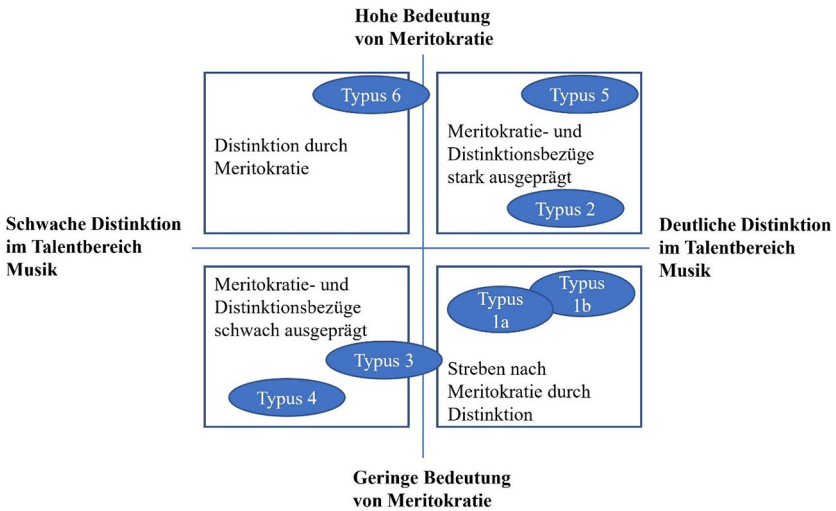 Hohe Bedeutung
von Meritokratie
Typus 6
Distinktion durch
Meritokratie
Typus 5
Meritokratie- und
Distinktionsbezüge
stark ausgeprägt
Typus 2
Schwache Distinktion
im Talentbereich
Musik
Deutliche Distinktion
im Talentbereich
Musik
Meritokratie- und
Distinktionsbezüge
schwach ausgeprägt
Typus 3
Typus 4
Typus
1a
Typus
1b
Streben nach
Meritokratie durch
Distinktion
Geringe Bedeutung
von Meritokratie